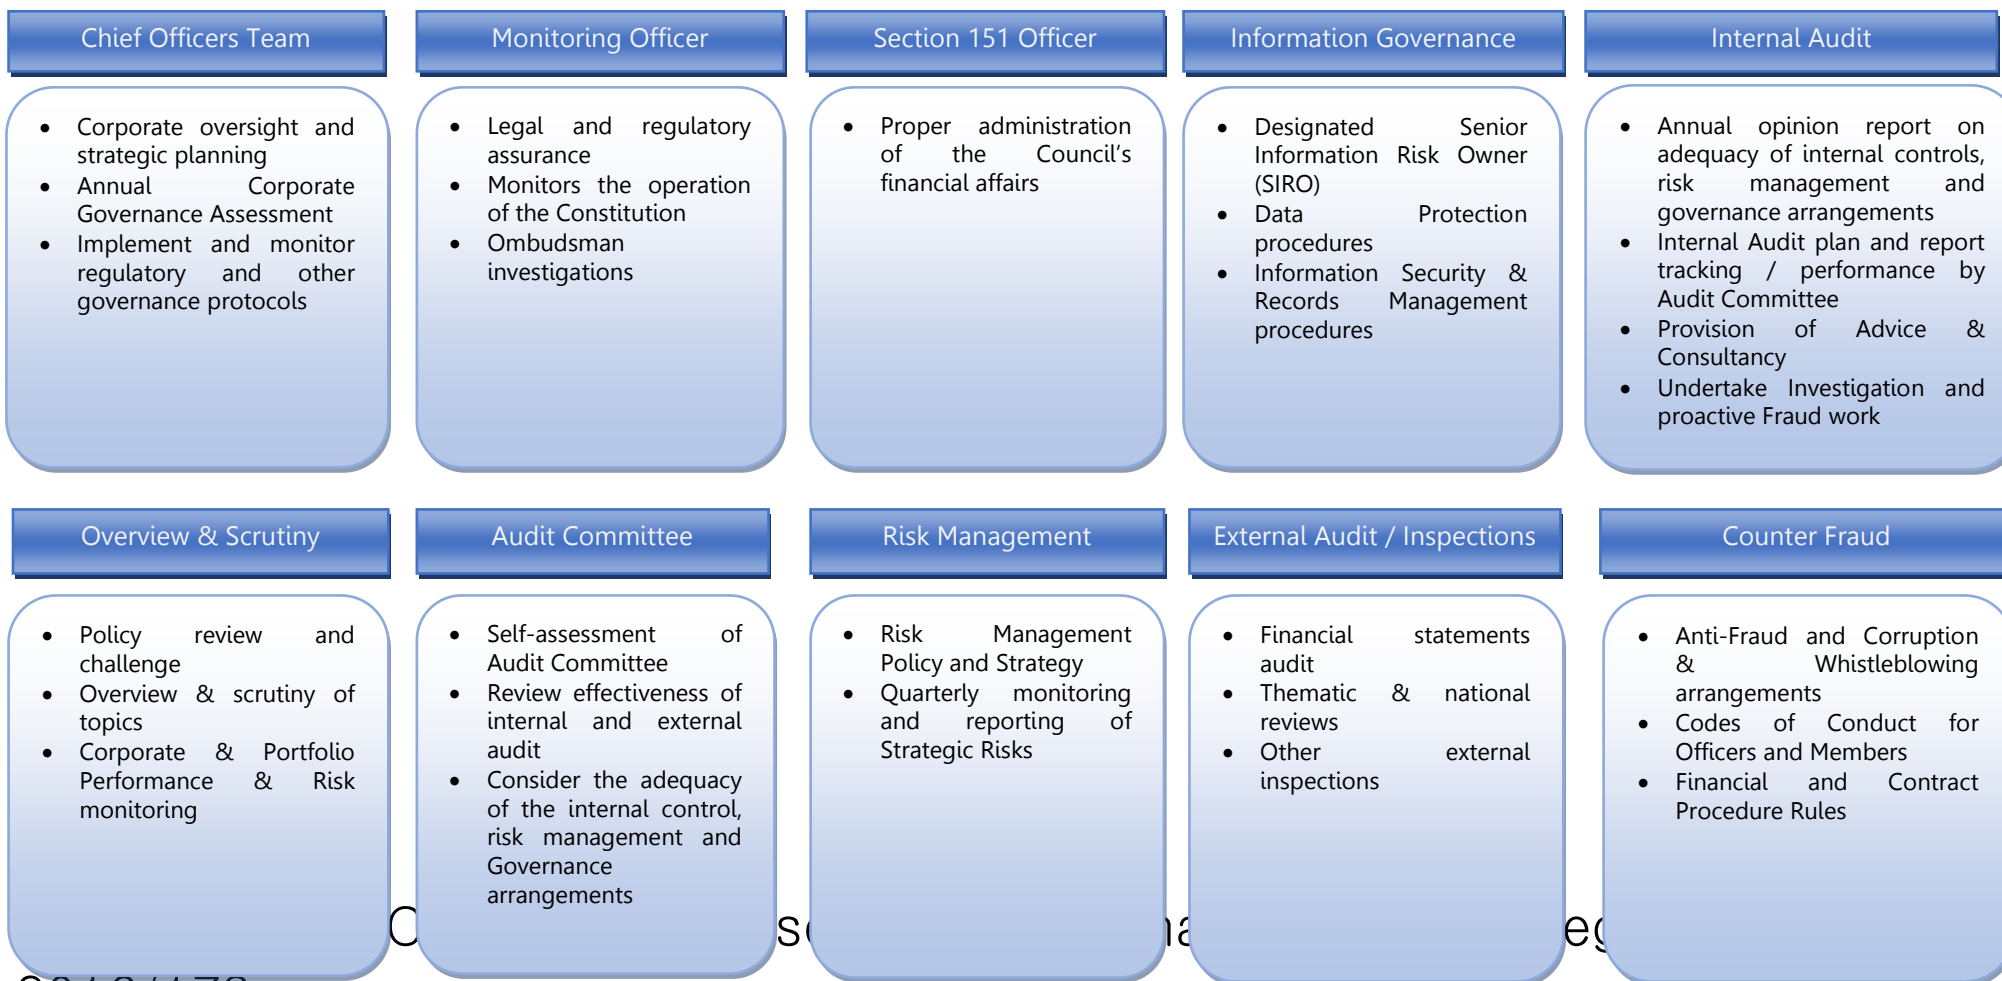 Chief Officers Team
Corporate oversight and
strategic planning
Annual Corporate
Governance Assessment
Implement and monitor
regulatory and other
governance protocols
Monitoring Officer
Legal and regulatory
assurance
Monitors the operation
of the Constitution
Ombudsman
investigations
Section 151 Officer
Proper administration
of the Council's
financial affairs
Information Governance
Designated Senior
Information Risk Owner
(SIRO)
Data Protection
procedures
Information Security &
Records Management
procedures
Internal Audit
Annual opinion report on
adequacy of internal controls,
risk management and
governance arrangements
Internal Audit plan and report
tracking / performance by
Audit Committee
Provision of Advice &
Consultancy
Undertake Investigation and
proactive Fraud work
Overview & Scrutiny
Policy review and
challenge
Overview & scrutiny of
topics
Corporate & Portfolio
Performance & Risk
monitoring
Audit Committee
Self-assessment of
Audit Committee
Review effectiveness of
internal and external
audit
Consider the adequacy
of the internal control,
risk management and
Governance
arrangements
Risk Management
Risk Management
Policy and Strategy
Quarterly monitoring
and reporting of
Strategic Risks
External Audit / Inspections
Financial statements
audit
Thematic & national
reviews
Other external
inspections
Counter Fraud
Anti-Fraud and Corruption
& Whistleblowing
arrangements
Codes of Conduct for
Officers and Members
Financial and Contract
Procedure Rules